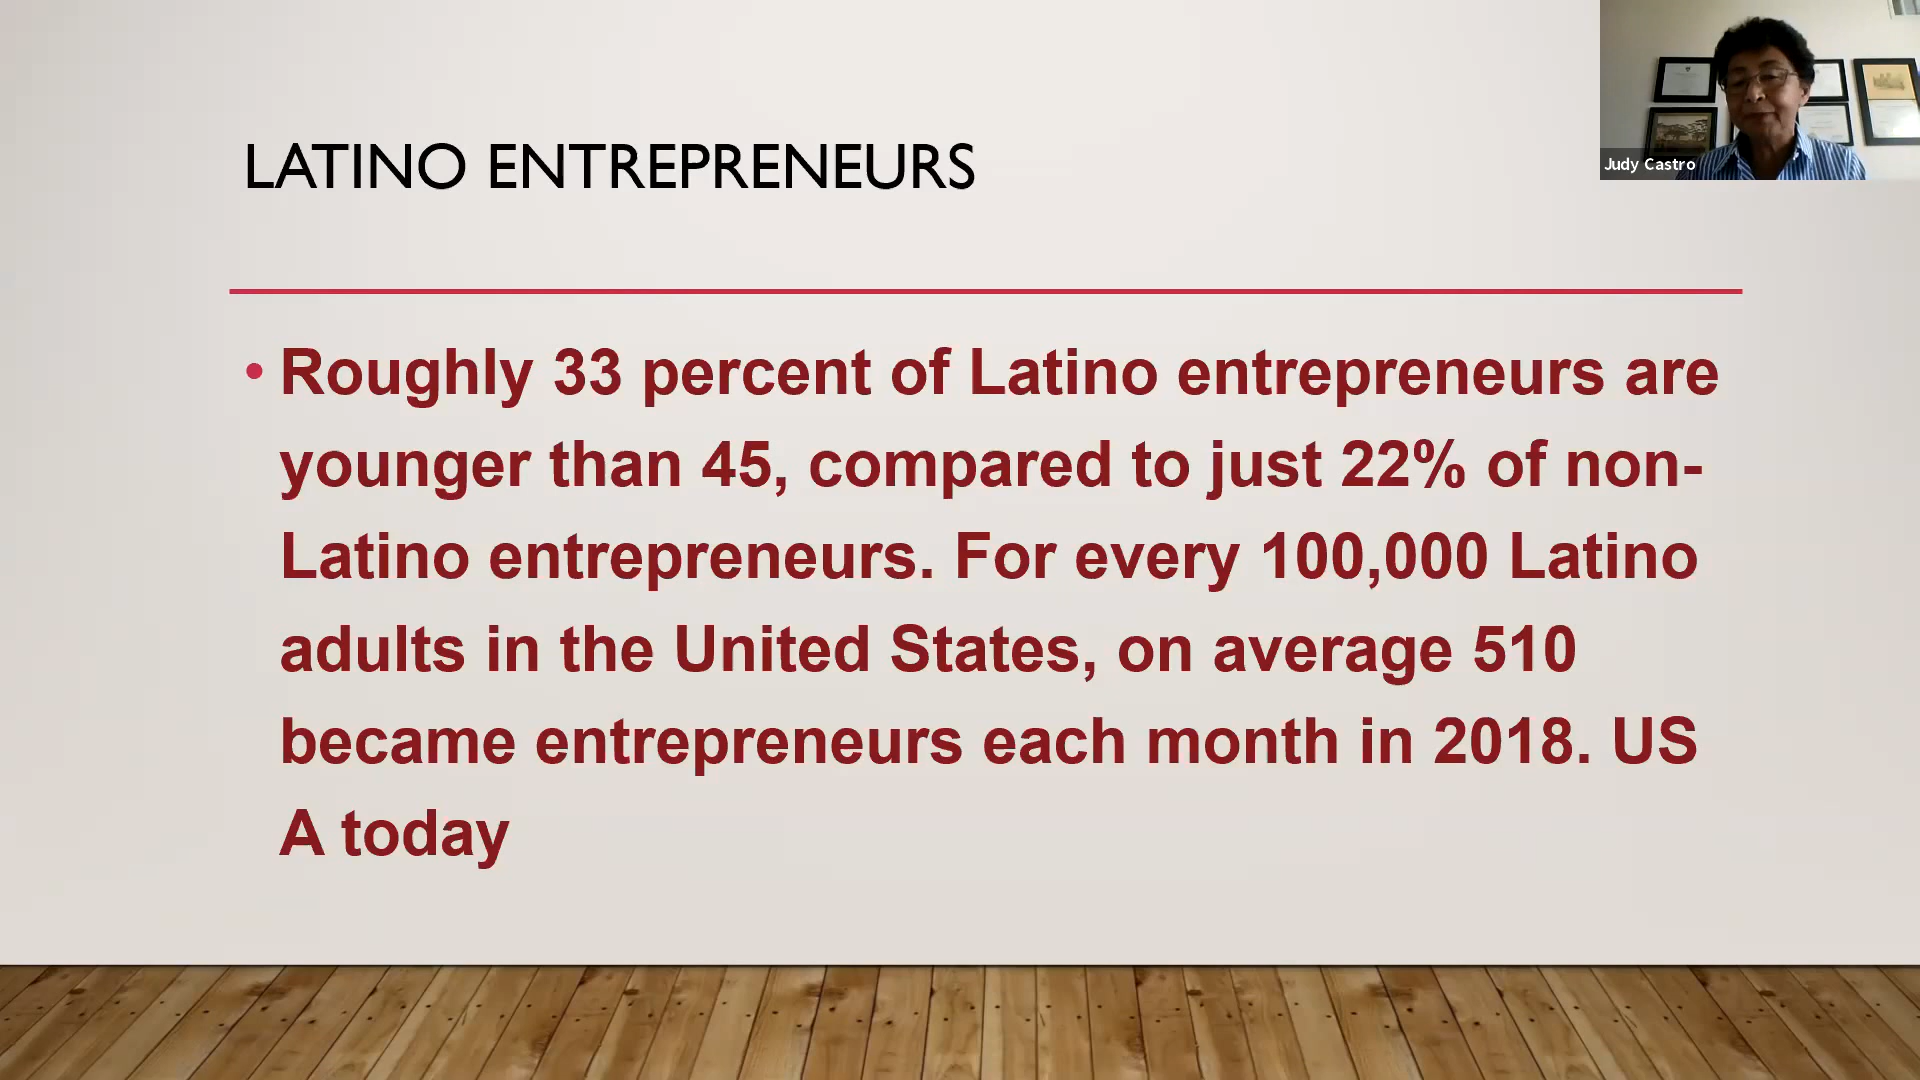 LATINO ENTREPRENEURS
Judy Castro
• Roughly 33 percent of Latino entrepreneurs are
younger than 45, compared to just 22% of non-
Latino entrepreneurs. For every 100,000 Latino
adults in the United States, on average 510
became entrepreneurs each month in 2018. US
A today